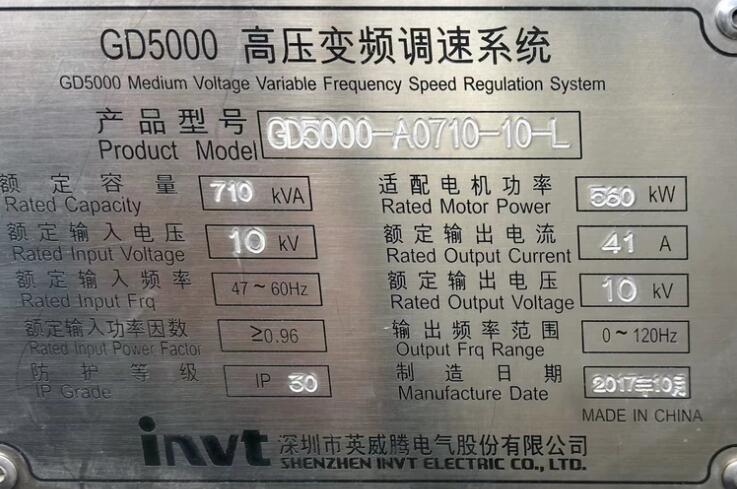 GD5000 高压变频调速系统
GD5000 Medium Voltage Variable Frequency Speed Regulation System
产品型号 GD5000-A0710-10-L
Product Model
额定容量 710 kVA 适配电机功率 560 kW
Rated Capacity Rated Motor Power
额定输入电压 10 kV 额定输出电流 41 A
Rated Input Voltage Rated Output Current
额定输入频率 47~60Hz 额定输出电压 10 kV
Rated Input Frq Rated Output Voltage
额定输入功率因数 ≥0.96 输出频率范围 0~120Hz
Rated Input Power Factor Output Frq Range
防护等级 IP 30 制造日期 2017年10月
IP Grade Manufacture Date
MADE IN CHINA
invt 深圳市英威腾电气股份有限公司
SHENZHEN INVT ELECTRIC CO., LTD.